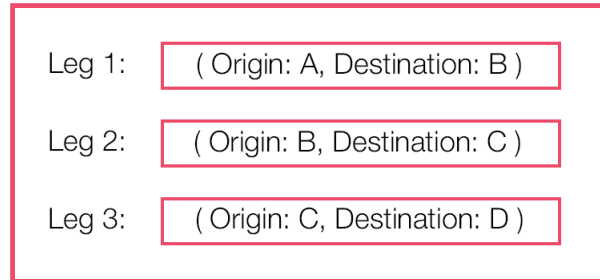 Leg 1: ( Origin: A, Destination: B )
Leg 2: ( Origin: B, Destination: C )
Leg 3: ( Origin: C, Destination: D )